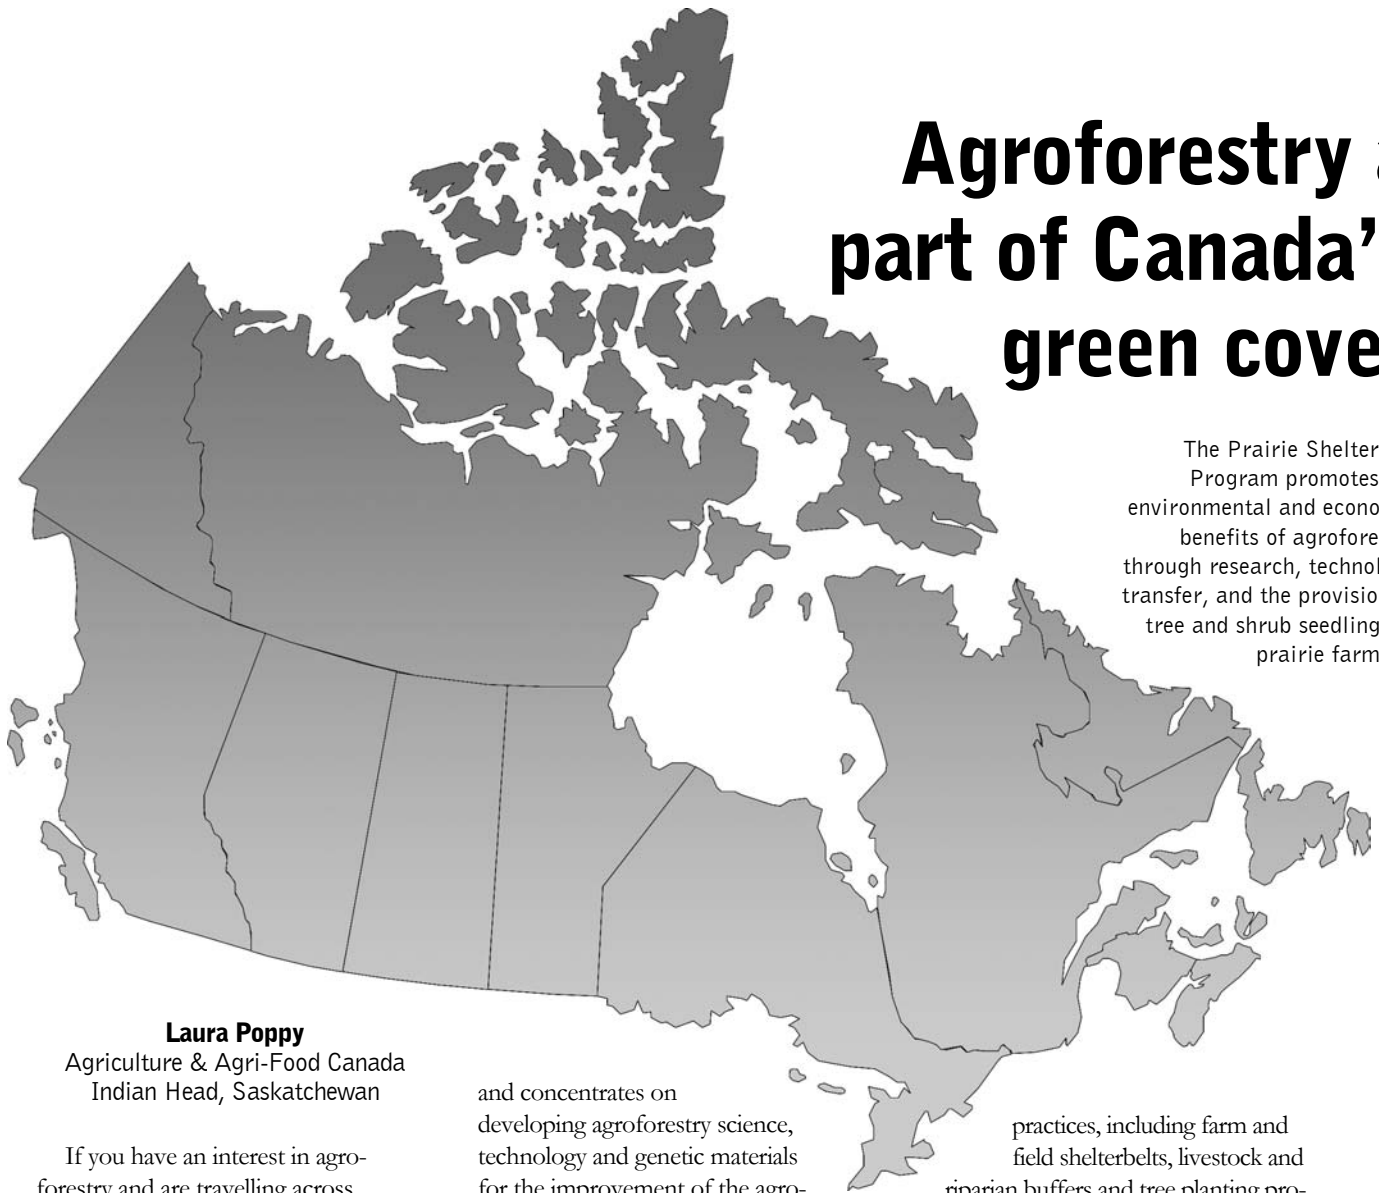 Agroforestry
part of Canada’
green cove
The Prairie Shelter
Program promotes
environmental and econo
benefits of agrofore
through research, technol
transfer, and the provisio
tree and shrub seedling
prairie farm
Laura Poppy
Agriculture & Agri-Food Canada
Indian Head, Saskatchewan
If you have an interest in agro-
forestry and are travelling across
and concentrates on
developing agroforestry science,
technology and genetic materials
for the improvement of the agro-
practices, including farm and
field shelterbelts, livestock and
riparian buffers and tree planting pro-